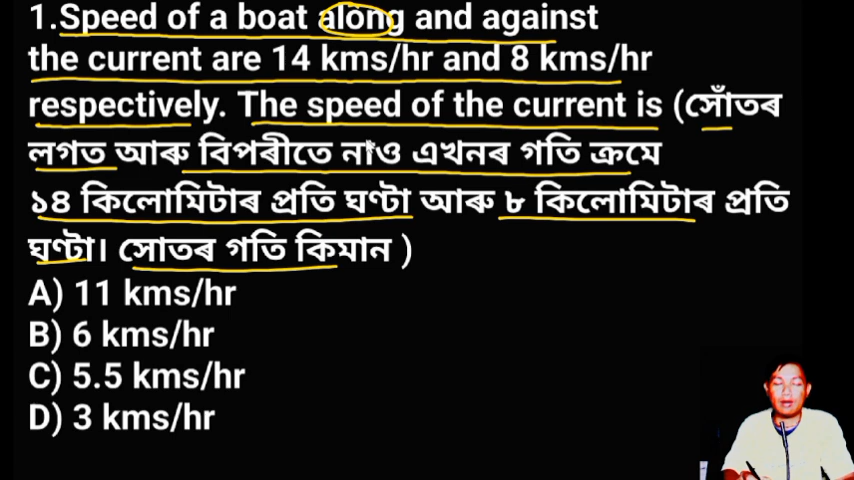 1.Speed of a boat along and against
the current are 14 kms/hr and 8 kms/hr
respectively. The speed of the current is (সোঁতৰ
লগত আৰু বিপৰীতে নাও এখনৰ গতি ক্ৰমে
১৪ কিলোমিটাৰ প্ৰতি ঘণ্টা আৰু ৮ কিলোমিটাৰ প্ৰতি
ঘণ্টা। সোতৰ গতি কিমান )
A) 11 kms/hr
B) 6 kms/hr
C) 5.5 kms/hr
D) 3 kms/hr